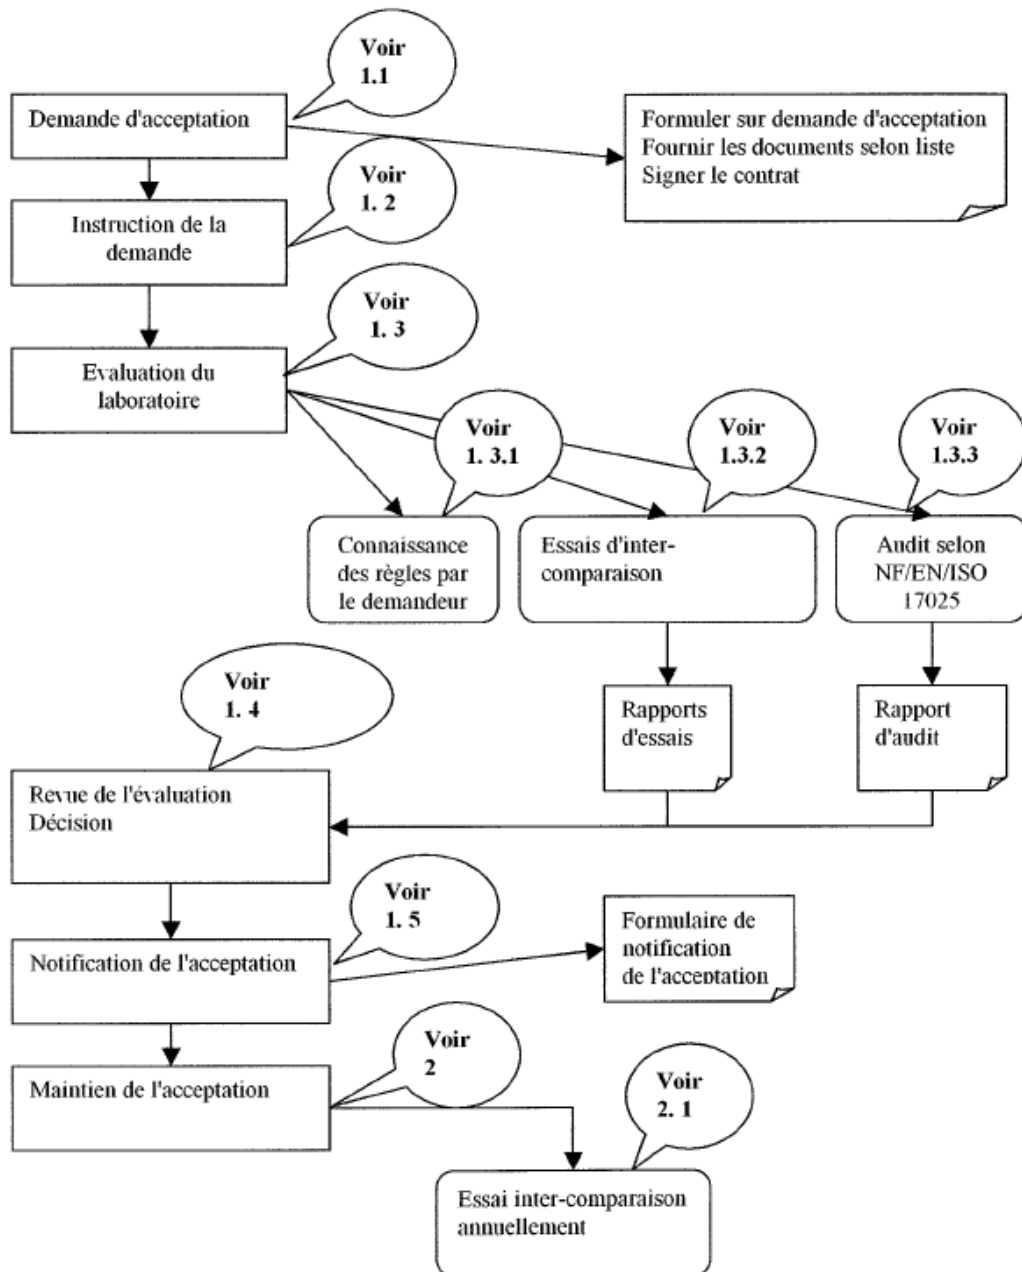 Voir
1.1
Demande d'acceptation
Formuler sur demande d'acceptation
Fournir les documents selon liste
Signer le contrat
Voir
1. 2
Instruction de la
demande
Voir
1. 3
Evaluation du
laboratoire
Voir
1. 3.1
Voir
1.3.2
Voir
1.3.3
Connaissance
des règles par
le demandeur
Essais d'inter-
comparaison
Audit selon
NF/EN/ISO
17025
Voir
1. 4
Rapports
d'essais
Rapport
d'audit
Revue de l'évaluation
Décision
Voir
1. 5
Notification de l'acceptation
Formulaire de
notification
de l'acceptation
Voir
2
Maintien de l'acceptation
Voir
2. 1
Essai inter-comparaison
annuellement